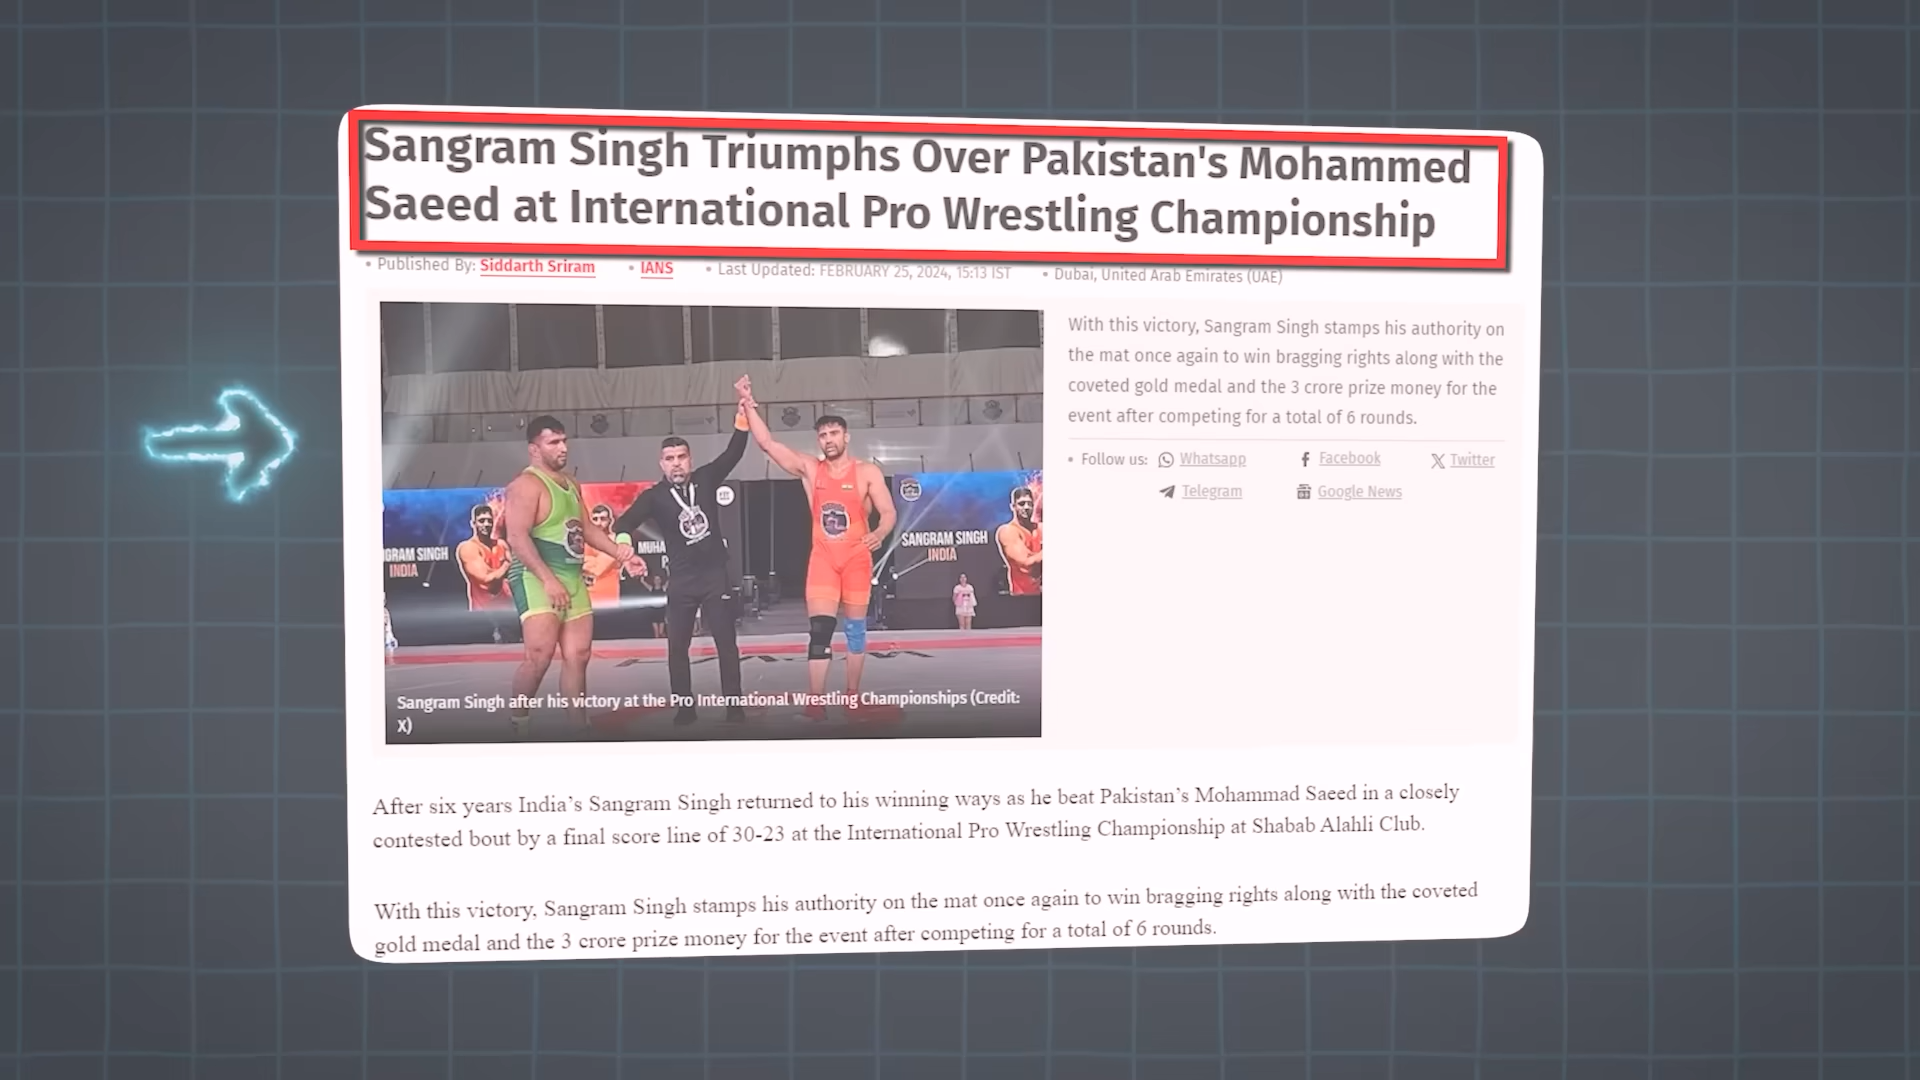 Sangram Singh Triumphs Over Pakistan's Mohammed
Saeed at International Pro Wrestling Championship
• Published By: Siddarth Sriram • IANS • Last Updated: FEBRUARY 25, 2024, 15:13 IST • Dubai, United Arab Emirates (UAE)
With this victory, Sangram Singh stamps his authority on
the mat once again to win bragging rights along with the
coveted gold medal and the 3 crore prize money for the
event after competing for a total of 6 rounds.
• Follow us: Whatsapp Facebook Twitter
Telegram Google News
GRAM SINGH
INDIA
MUHA
P
SANGRAM SINGH
INDIA
Sangram Singh after his victory at the Pro International Wrestling Championships (Credit:
X)
After six years India’s Sangram Singh returned to his winning ways as he beat Pakistan’s Mohammad Saeed in a closely
contested bout by a final score line of 30-23 at the International Pro Wrestling Championship at Shabab Alahli Club.
With this victory, Sangram Singh stamps his authority on the mat once again to win bragging rights along with the coveted
gold medal and the 3 crore prize money for the event after competing for a total of 6 rounds.